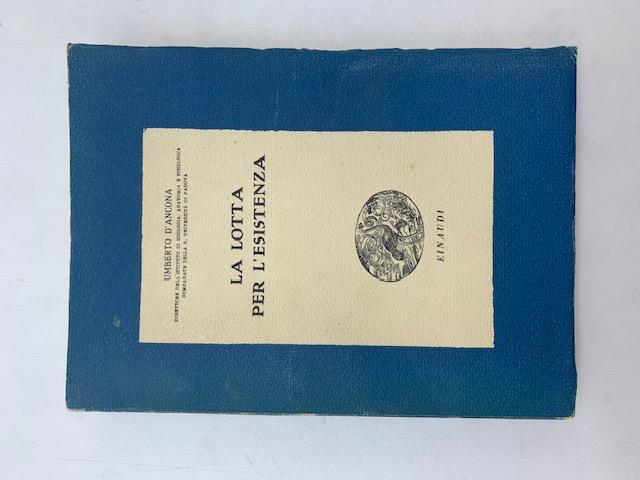 UMBERTO D'ANCONA
DIRETTORE DELL'ISTITUTO DI ZOOLOGIA, ANATOMIA E FISIOLOGIA
COMPARATE DELLA R. UNIVERSITÀ DI PADOVA
LA LOTTA
PER L'ESISTENZA
EINAUDI